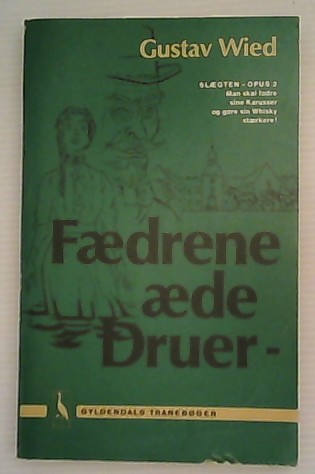 Gustav Wied
SLÆGTEN - OPUS 2
Man skal fodre
sine Karusser
og gøre sin Whisky
stærkere!
Fædrene
æde
Druer-
GYLDENDALS TRANEBØGER